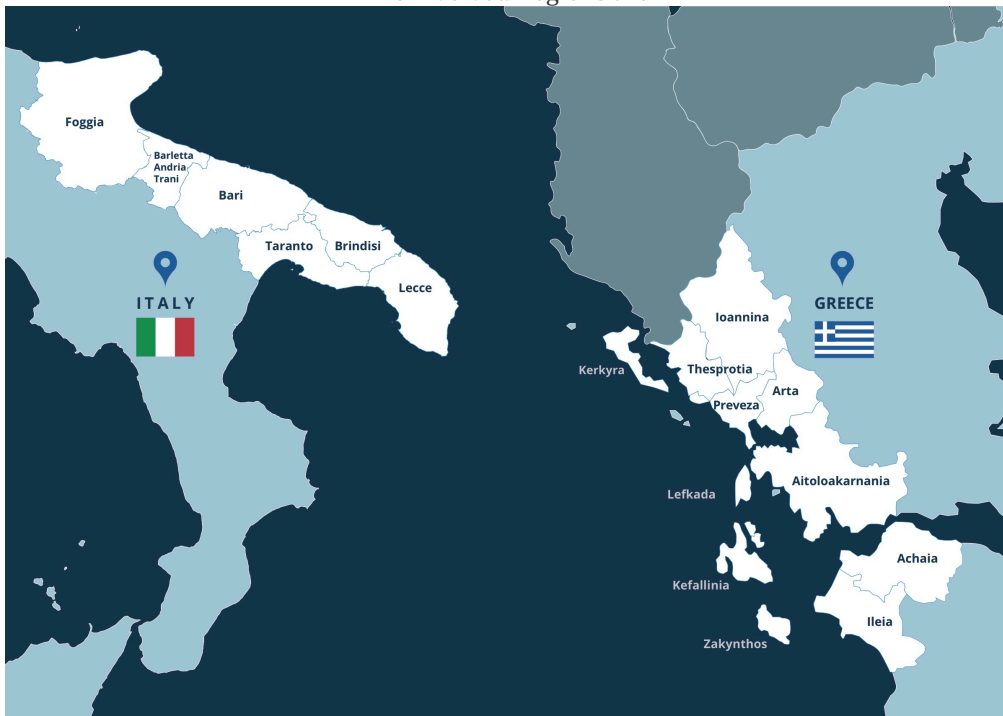 Foggia
Barletta
Andria
Trani
Bari
Taranto
Brindisi
Lecce
ITALY
GREECE
Ioannina
Kerkyra
Thesprotia
Arta
Preveza
Lefkada
Aitoloakarnania
Achaia
Kefallinia
Ileia
Zakynthos